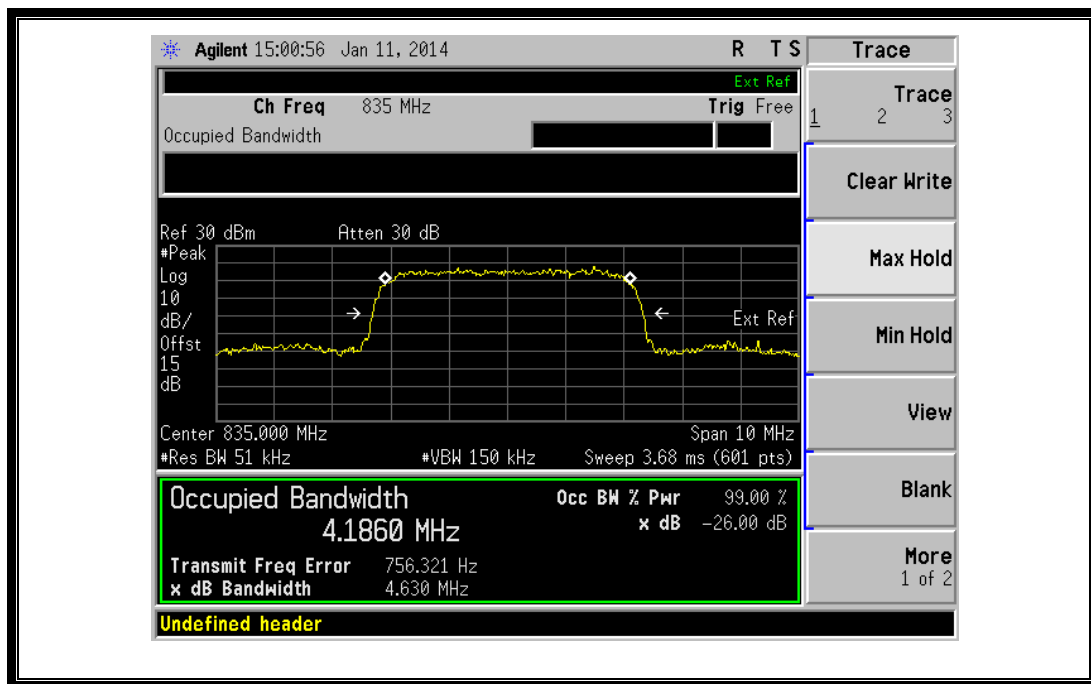 Agilent 15:00:56 Jan 11, 2014 R T S
Ext Ref
Ch Freq 835 MHz Trig Free
Occupied Bandwidth
Ref 30 dBm Atten 30 dB
#Peak
Log
10
dB/
Offst
15
dB
Ext Ref
Center 835.000 MHz Span 10 MHz
#Res BW 51 kHz #VBW 150 kHz Sweep 3.68 ms (601 pts)
Occupied Bandwidth Occ BW % Pwr 99.00 %
4.1860 MHz x dB -26.00 dB
Transmit Freq Error 756.321 Hz
x dB Bandwidth 4.630 MHz
Undefined header
Trace
Trace
1 2 3
Clear Write
Max Hold
Min Hold
View
Blank
More
1 of 2